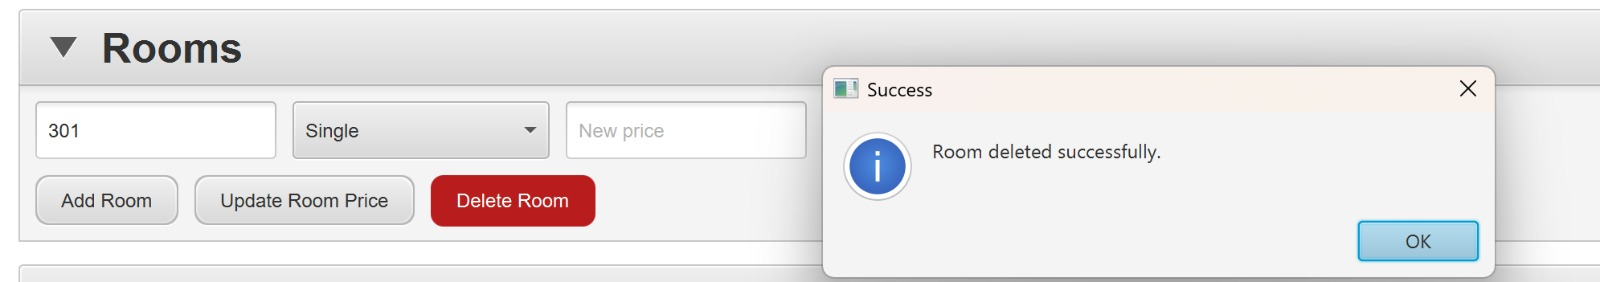 Rooms
Success
301
Single
New price
Room deleted successfully.
Add Room
Update Room Price
Delete Room
OK